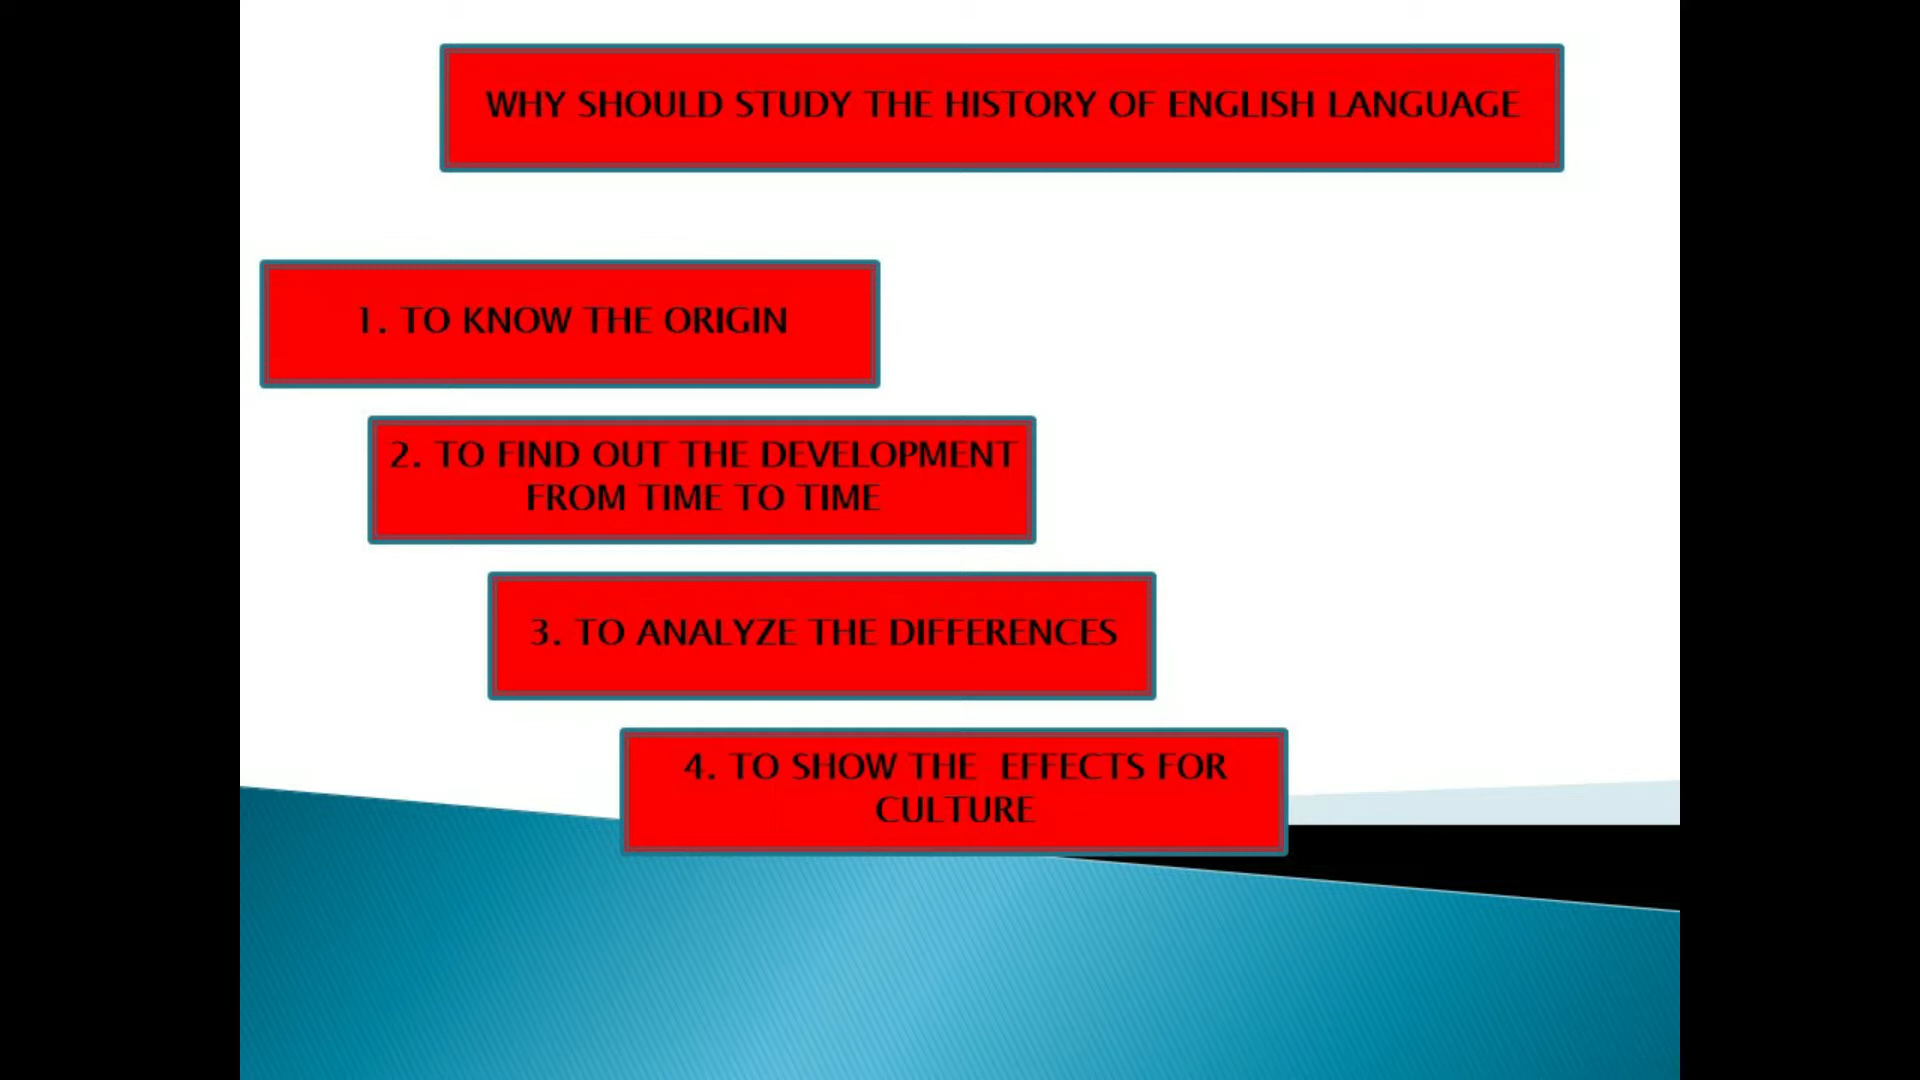 WHY SHOULD STUDY THE HISTORY OF ENGLISH LANGUAGE
1. TO KNOW THE ORIGIN
2. TO FIND OUT THE DEVELOPMENT
FROM TIME TO TIME
3. TO ANALYZE THE DIFFERENCES
4. TO SHOW THE  EFFECTS FOR
CULTURE